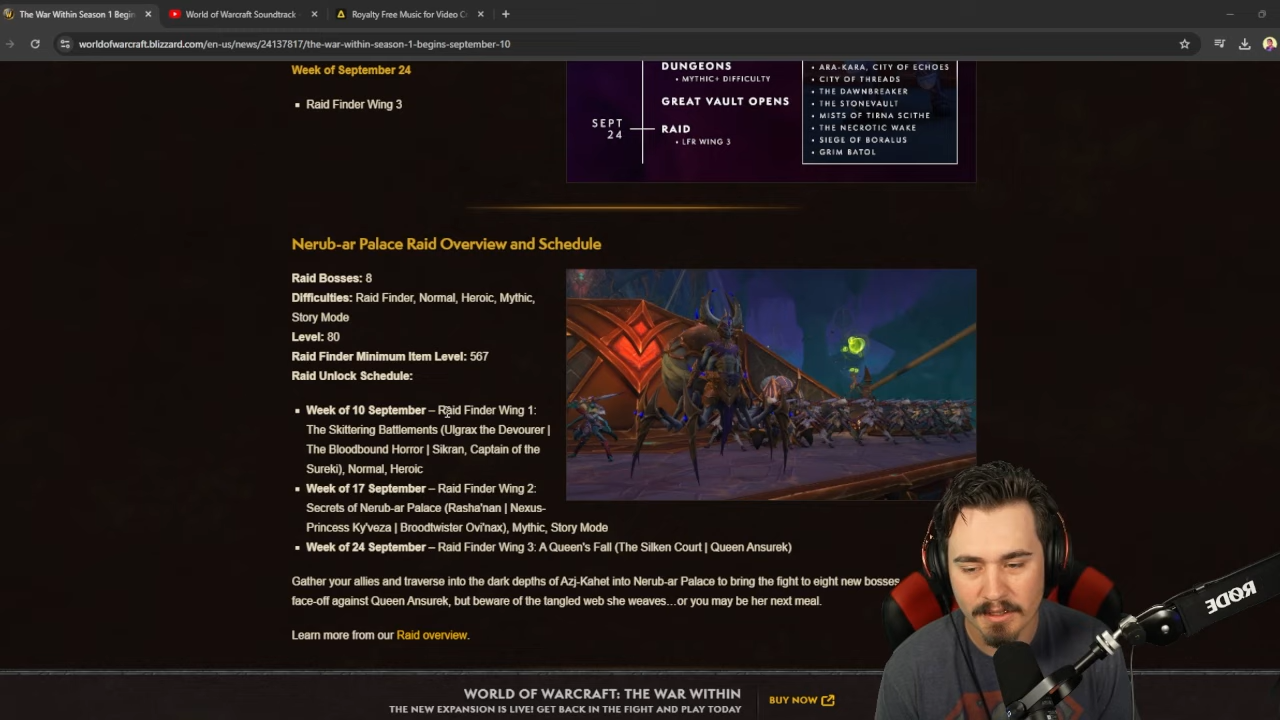 The War Within Season 1 Begin
World of Warcraft Soundtrack
Royalty Free Music for Video C
worldofwarcraft.blizzard.com/en-us/news/24137817/the-war-within-season-1-begins-september-10
Week of September 24
Raid Finder Wing 3
DUNGEONS
• MYTHIC+ DIFFICULTY
GREAT VAULT OPENS
SEPT
24
RAID
• LFR WING 3
• ARA-KARA, CITY OF ECHOES
• CITY OF THREADS
• THE DAWNBREAKER
• THE STONEVAULT
• MISTS OF TIRNA SCITHE
• THE NECROTIC WAKE
• SIEGE OF BORALUS
• GRIM BATOL
Nerub-ar Palace Raid Overview and Schedule
Raid Bosses: 8
Difficulties: Raid Finder, Normal, Heroic, Mythic,
Story Mode
Level: 80
Raid Finder Minimum Item Level: 567
Raid Unlock Schedule:
Week of 10 September – Raid Finder Wing 1:
The Skittering Battlements (Ulgrax the Devourer |
The Bloodbound Horror | Sikran, Captain of the
Sureki), Normal, Heroic
Week of 17 September – Raid Finder Wing 2:
Secrets of Nerub-ar Palace (Rasha'nan | Nexus-
Princess Ky'veza | Broodtwister Ovi'nax), Mythic, Story Mode
Week of 24 September – Raid Finder Wing 3: A Queen's Fall (The Silken Court | Queen Ansurek)
Gather your allies and traverse into the dark depths of Azj-Kahet into Nerub-ar Palace to bring the fight to eight new bosses
face-off against Queen Ansurek, but beware of the tangled web she weaves…or you may be her next meal.
Learn more from our Raid overview.
WORLD OF WARCRAFT: THE WAR WITHIN
THE NEW EXPANSION IS LIVE! GET BACK IN THE FIGHT AND PLAY TODAY
BUY NOW
RØDE